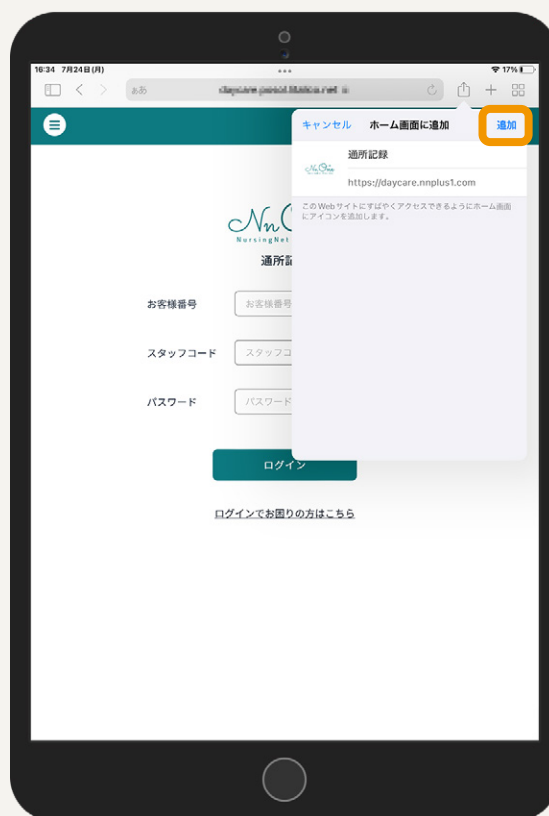 16:34 7月24日(月)
17%
ああ
キャンセル ホーム画面に追加 追加
通所記録
https://daycare.nnplus1.com
このWebサイトにすばやくアクセスできるようにホーム画面
にアイコンを追加します。
Nn
NursingNet
通所記
お客様番号 お客様番号
スタッフコード スタッフコ
パスワード パスワード
ログイン
ログインでお困りの方はこちら